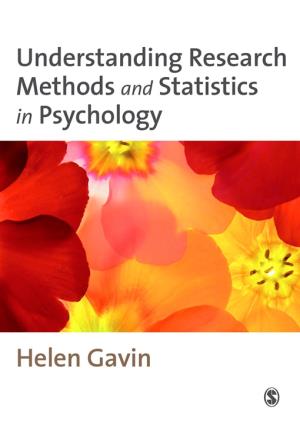 Understanding Research
Methods and Statistics
in Psychology
Helen Gavin
S